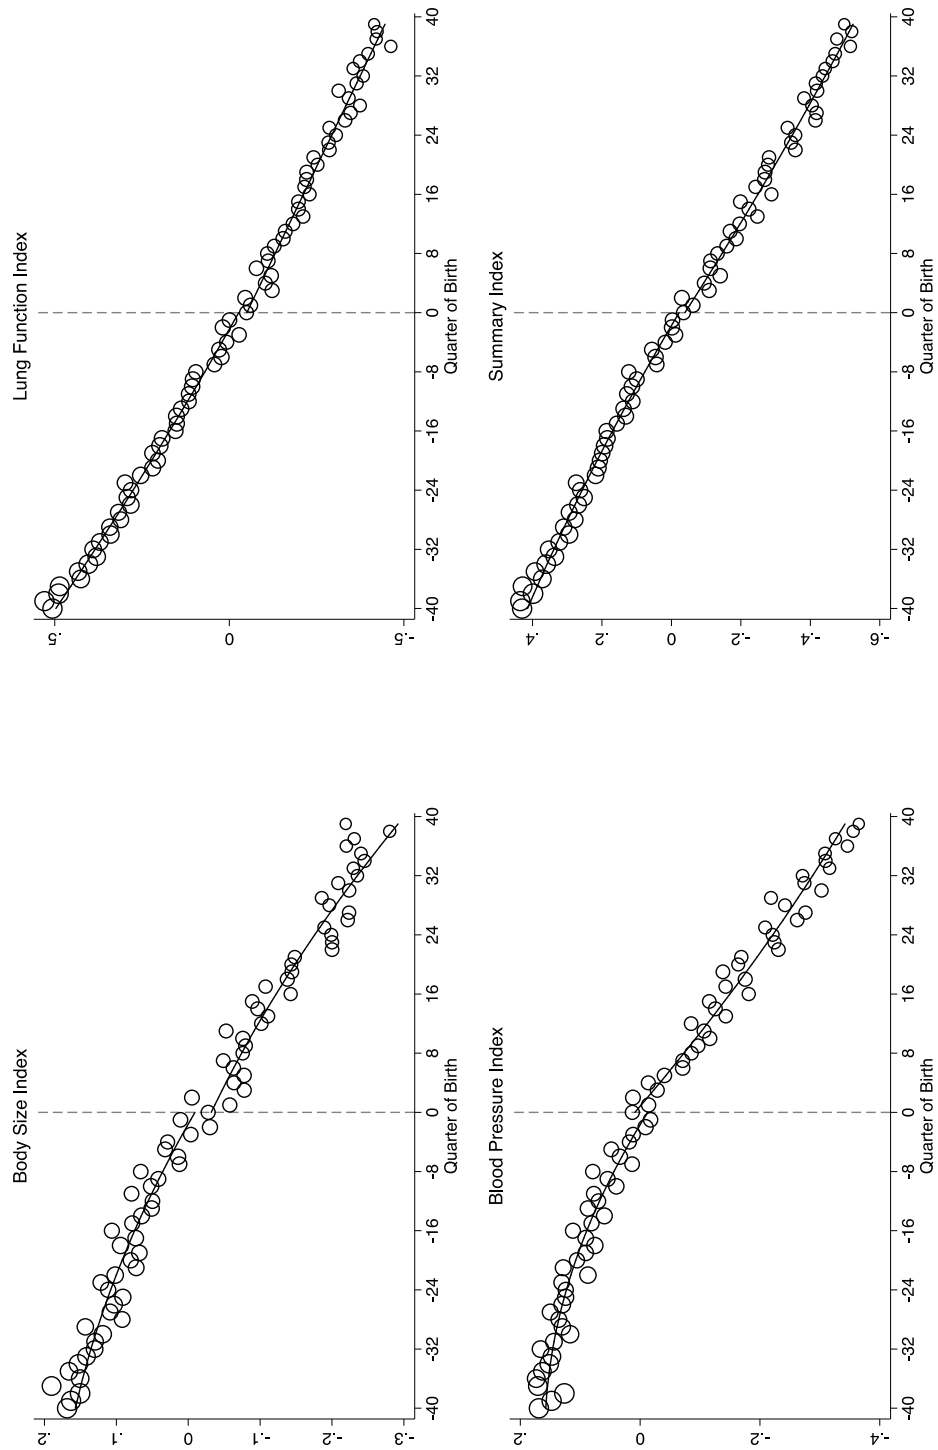 Body Size Index
.2
.1
0
-.1
-.2
-.3
-40 -32 -24 -16 -8 0 8 16 24 32 40
Quarter of Birth
Lung Function Index
.5
0
-.5
-40 -32 -24 -16 -8 0 8 16 24 32 40
Quarter of Birth
Blood Pressure Index
.2
0
-.2
-.4
-40 -32 -24 -16 -8 0 8 16 24 32 40
Quarter of Birth
Summary Index
.4
.2
0
-.2
-.4
-.6
-40 -32 -24 -16 -8 0 8 16 24 32 40
Quarter of Birth